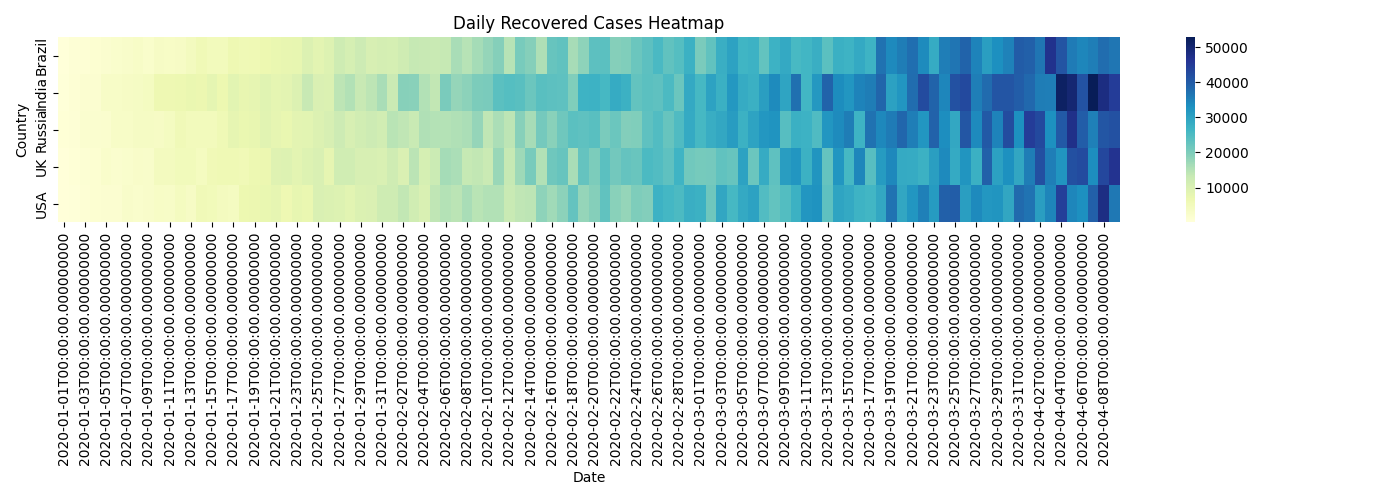 Daily Recovered Cases Heatmap
Country
Brazil
India
Russia
UK
USA
50000
40000
30000
20000
10000
2020-01-01T00:00:00.000000000
2020-01-03T00:00:00.000000000
2020-01-05T00:00:00.000000000
2020-01-07T00:00:00.000000000
2020-01-09T00:00:00.000000000
2020-01-11T00:00:00.000000000
2020-01-13T00:00:00.000000000
2020-01-15T00:00:00.000000000
2020-01-17T00:00:00.000000000
2020-01-19T00:00:00.000000000
2020-01-21T00:00:00.000000000
2020-01-23T00:00:00.000000000
2020-01-25T00:00:00.000000000
2020-01-27T00:00:00.000000000
2020-01-29T00:00:00.000000000
2020-01-31T00:00:00.000000000
2020-02-02T00:00:00.000000000
2020-02-04T00:00:00.000000000
2020-02-06T00:00:00.000000000
2020-02-08T00:00:00.000000000
2020-02-10T00:00:00.000000000
2020-02-12T00:00:00.000000000
2020-02-14T00:00:00.000000000
2020-02-16T00:00:00.000000000
2020-02-18T00:00:00.000000000
2020-02-20T00:00:00.000000000
2020-02-22T00:00:00.000000000
2020-02-24T00:00:00.000000000
2020-02-26T00:00:00.000000000
2020-02-28T00:00:00.000000000
2020-03-01T00:00:00.000000000
2020-03-03T00:00:00.000000000
2020-03-05T00:00:00.000000000
2020-03-07T00:00:00.000000000
2020-03-09T00:00:00.000000000
2020-03-11T00:00:00.000000000
2020-03-13T00:00:00.000000000
2020-03-15T00:00:00.000000000
2020-03-17T00:00:00.000000000
2020-03-19T00:00:00.000000000
2020-03-21T00:00:00.000000000
2020-03-23T00:00:00.000000000
2020-03-25T00:00:00.000000000
2020-03-27T00:00:00.000000000
2020-03-29T00:00:00.000000000
2020-03-31T00:00:00.000000000
2020-04-02T00:00:00.000000000
2020-04-04T00:00:00.000000000
2020-04-06T00:00:00.000000000
2020-04-08T00:00:00.000000000
Date